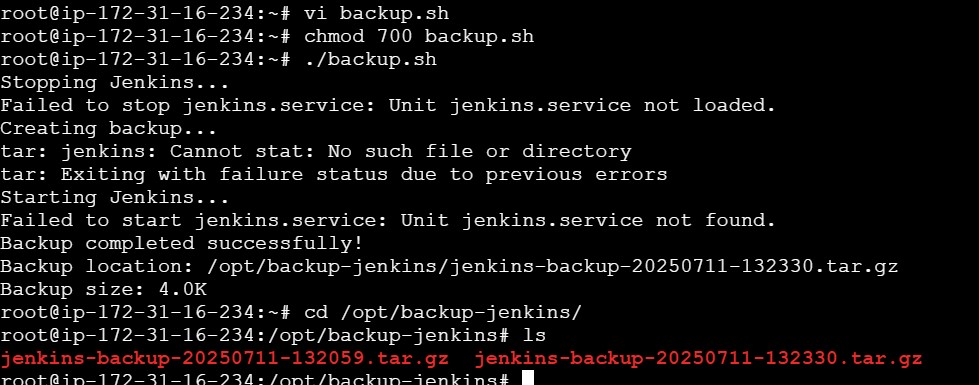 root@ip-172-31-16-234:~# vi backup.sh
root@ip-172-31-16-234:~# chmod 700 backup.sh
root@ip-172-31-16-234:~# ./backup.sh
Stopping Jenkins...
Failed to stop jenkins.service: Unit jenkins.service not loaded.
Creating backup...
tar: jenkins: Cannot stat: No such file or directory
tar: Exiting with failure status due to previous errors
Starting Jenkins...
Failed to start jenkins.service: Unit jenkins.service not found.
Backup completed successfully!
Backup location: /opt/backup-jenkins/jenkins-backup-20250711-132330.tar.gz
Backup size: 4.0K
root@ip-172-31-16-234:~# cd /opt/backup-jenkins/
root@ip-172-31-16-234:/opt/backup-jenkins# ls
jenkins-backup-20250711-132059.tar.gz  jenkins-backup-20250711-132330.tar.gz
root@ip-172-31-16-234:/opt/backup-jenkins#